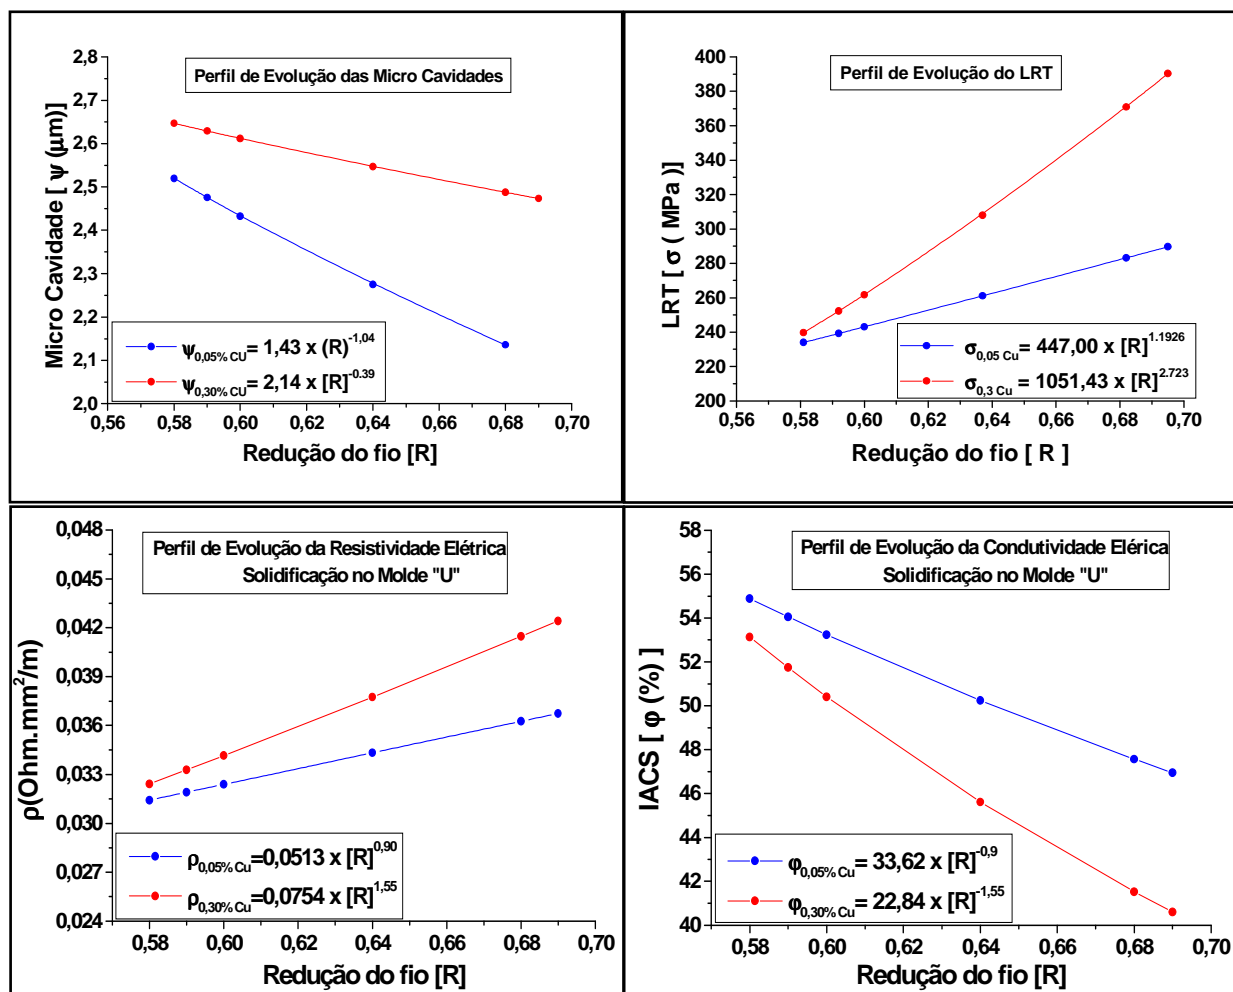 Perfil de Evolução das Micro Cavidades
Micro Cavidade [ ψ (μm)]
2,8
2,7
2,6
2,5
2,4
2,3
2,2
2,1
2,0
ψ0,05% CU= 1,43 x (R)-1,04
ψ0,30% CU= 2,14 x [R]-0.39
0,56 0,58 0,60 0,62 0,64 0,66 0,68 0,70
Redução do fio [R]
Perfil de Evolução do LRT
LRT [ σ ( MPa )]
400
380
360
340
320
300
280
260
240
220
200
σ0,05 Cu = 447,00 x [R]1.1926
σ0,3 Cu = 1051,43 x [R]2.723
0,56 0,58 0,60 0,62 0,64 0,66 0,68 0,70
Redução do fio [ R ]
Perfil de Evolução da Resistividade Elétrica
Solidificação no Molde "U"
ρ(Ohm.mm2/m)
0,048
0,045
0,042
0,039
0,036
0,033
0,030
0,027
0,024
ρ0,05% Cu=0,0513 x [R]0,90
ρ0,30% Cu=0,0754 x [R]1,55
0,58 0,60 0,62 0,64 0,66 0,68 0,70
Redução do fio [R]
Perfil de Evolução da Condutividade Elérica
Solidificação no Molde "U"
IACS [ φ (%) ]
58
56
54
52
50
48
46
44
42
40
φ0,05% Cu= 33,62 x [R]-0,9
φ0,30% Cu= 22,84 x [R]-1,55
0,58 0,60 0,62 0,64 0,66 0,68 0,70
Redução do fio [R]